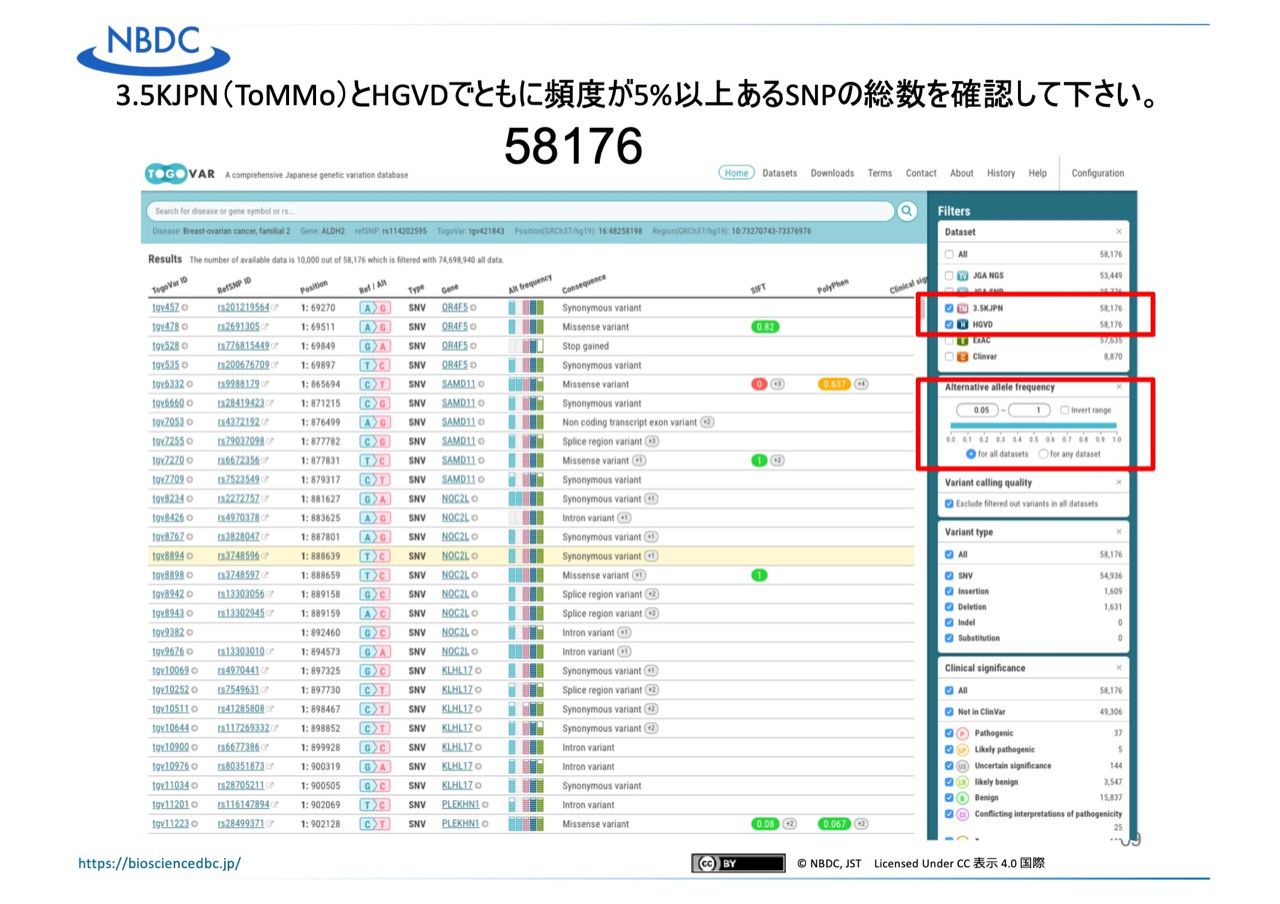 NBDC
3.5KJPN（ToMMo）とHGVDでともに頻度が5%以上あるSNPの総数を確認して下さい。
58176
TOGO VAR A comprehensive Japanese genetic variation database
Home Datasets Downloads Terms Contact About History Help Configuration
Search for disease or gene symbol or rs...
Disease: Breast-ovarian cancer, familial 2 Gene: ALDH2 refSNP: rs114202595 TogoVar: tgv421843 Position(GRCh37/hg19): 16:48258198 Region(GRCh37/hg19): 10:73270743-73376976
Results The number of available data is 10,000 out of 58,176 which is filtered with 74,698,940 all data.
TogoVar ID RefSNP ID Position Ref / Alt Type Gene Alt frequency Consequence SIFT PolyPhen Clinical sig
tgv457 rs201219564 1: 69270 A G SNV OR4F5 Synonymous variant
tgv478 rs2691305 1: 69511 A G SNV OR4F5 Missense variant 0.82
tgv528 rs776815449 1: 69849 G A SNV OR4F5 Stop gained
tgv535 rs200676709 1: 69897 T C SNV OR4F5 Synonymous variant
tgv6332 rs9988179 1: 865694 C T SNV SAMD11 Missense variant 0 +3 0.637 +4
tgv6660 rs28419423 1: 871215 C G SNV SAMD11 Synonymous variant
tgv7053 rs4372192 1: 876499 A G SNV SAMD11 Non coding transcript exon variant +2
tgv7255 rs79037098 1: 877782 C G SNV SAMD11 Splice region variant +3
tgv7270 rs6672356 1: 877831 T C SNV SAMD11 Missense variant +1 1 +2
tgv7709 rs7523549 1: 879317 C T SNV SAMD11 Synonymous variant
tgv8234 rs2272757 1: 881627 G A SNV NOC2L Synonymous variant +1
tgv8426 rs4970378 1: 883625 A G SNV NOC2L Intron variant +1
tgv8767 rs3828047 1: 887801 A G SNV NOC2L Synonymous variant +1
tgv8894 rs3748596 1: 888639 T C SNV NOC2L Synonymous variant +1
tgv8898 rs3748597 1: 888659 T C SNV NOC2L Missense variant +1 1
tgv8942 rs13303056 1: 889158 G C SNV NOC2L Splice region variant +2
tgv8943 rs13302945 1: 889159 A C SNV NOC2L Splice region variant +2
tgv9382 1: 892460 G C SNV NOC2L Intron variant +1
tgv9676 rs13303010 1: 894573 G A SNV NOC2L Intron variant +1
tgv10069 rs4970441 1: 897325 G C SNV KLHL17 Synonymous variant +1
tgv10252 rs7549631 1: 897730 C T SNV KLHL17 Splice region variant +2
tgv10511 rs41285808 1: 898467 C T SNV KLHL17 Synonymous variant +2
tgv10644 rs117269332 1: 898852 C T SNV KLHL17 Synonymous variant +2
tgv10900 rs6677386 1: 899928 G C SNV KLHL17 Intron variant
tgv10976 rs80351873 1: 900319 G A SNV KLHL17 Intron variant
tgv11034 rs28705211 1: 900505 G C SNV KLHL17 Synonymous variant
tgv11201 rs116147894 1: 902069 T C SNV PLEKHN1 Intron variant
tgv11223 rs28499371 1: 902128 C T SNV PLEKHN1 Missense variant 0.08 +2 0.067 +2
Filters
Dataset
All 58,176
JGA NGS 53,449
TM 3.5KJPN 58,176
H HGVD 58,176
ExAC 57,635
C Clinvar 8,870
Alternative allele frequency
0.05 ~ 1 Invert range
0.0 0.1 0.2 0.3 0.4 0.5 0.6 0.7 0.8 0.9 1.0
for all datasets for any dataset
Variant calling quality
Exclude filtered out variants in all datasets
Variant type
All 58,176
SNV 54,936
Insertion 1,609
Deletion 1,631
Indel 0
Substitution 0
Clinical significance
All 58,176
Not in ClinVar 49,306
P Pathogenic 37
LP Likely pathogenic 5
US Uncertain significance 144
LB likely benign 3,547
B Benign 15,837
CI Conflicting interpretations of pathogenicity
25
https://biosciencedbc.jp/
cc BY
© NBDC, JST Licensed Under CC 表示 4.0 国際